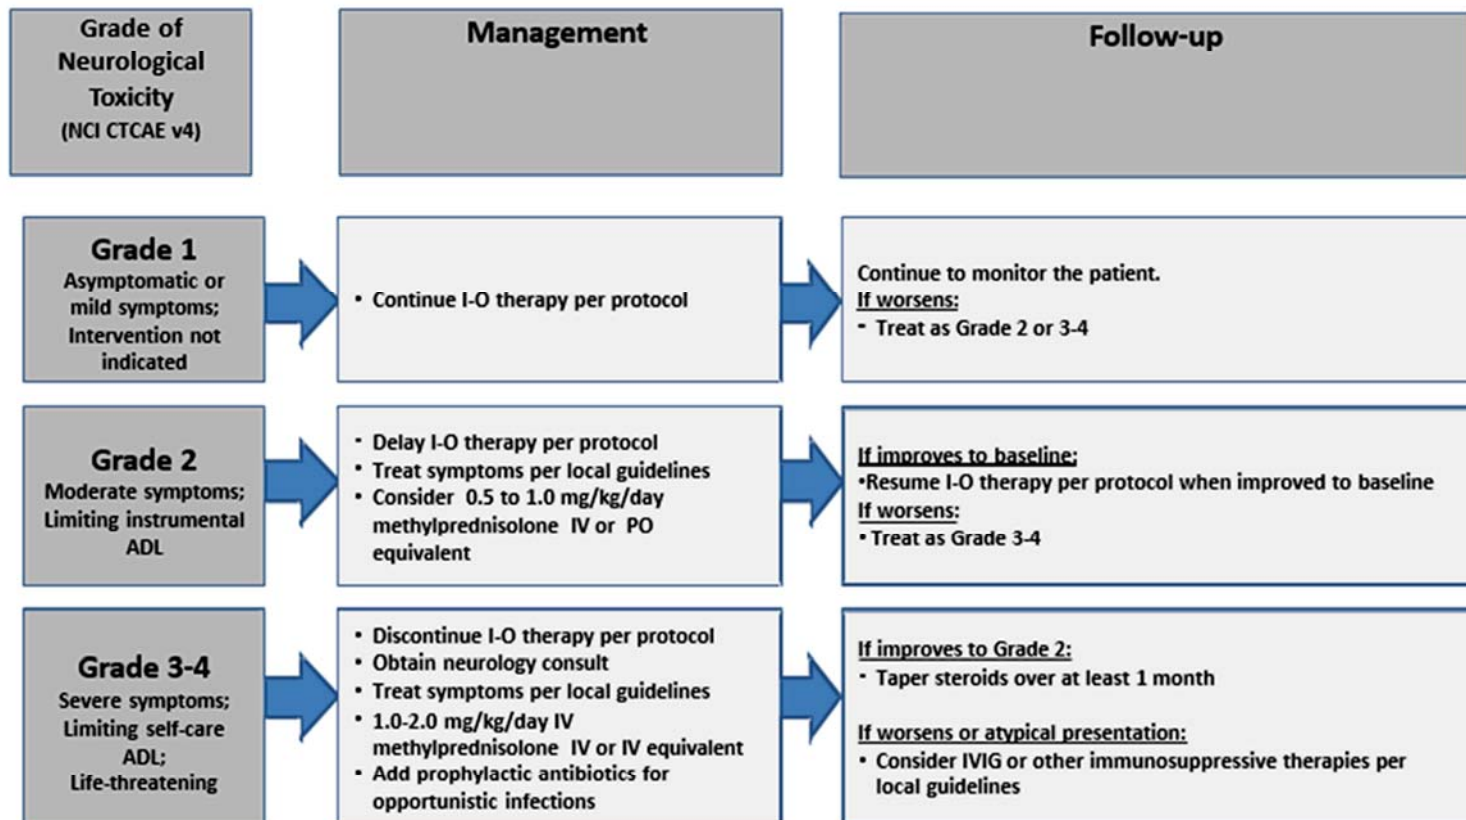 Grade of
Neurological
Toxicity
(NCI CTCAE v4)
Management
Follow-up
Grade 1
Asymptomatic or
mild symptoms;
Intervention not
indicated
• Continue I-O therapy per protocol
Continue to monitor the patient.
If worsens:
- Treat as Grade 2 or 3-4
Grade 2
Moderate symptoms;
Limiting instrumental
ADL
• Delay I-O therapy per protocol
• Treat symptoms per local guidelines
• Consider 0.5 to 1.0 mg/kg/day
methylprednisolone IV or PO
equivalent
If improves to baseline:
•Resume I-O therapy per protocol when improved to baseline
If worsens:
• Treat as Grade 3-4
Grade 3-4
Severe symptoms;
Limiting self-care
ADL;
Life-threatening
• Discontinue I-O therapy per protocol
• Obtain neurology consult
• Treat symptoms per local guidelines
• 1.0-2.0 mg/kg/day IV
methylprednisolone IV or IV equivalent
• Add prophylactic antibiotics for
opportunistic infections
If improves to Grade 2:
• Taper steroids over at least 1 month
If worsens or atypical presentation:
• Consider IVIG or other immunosuppressive therapies per
local guidelines